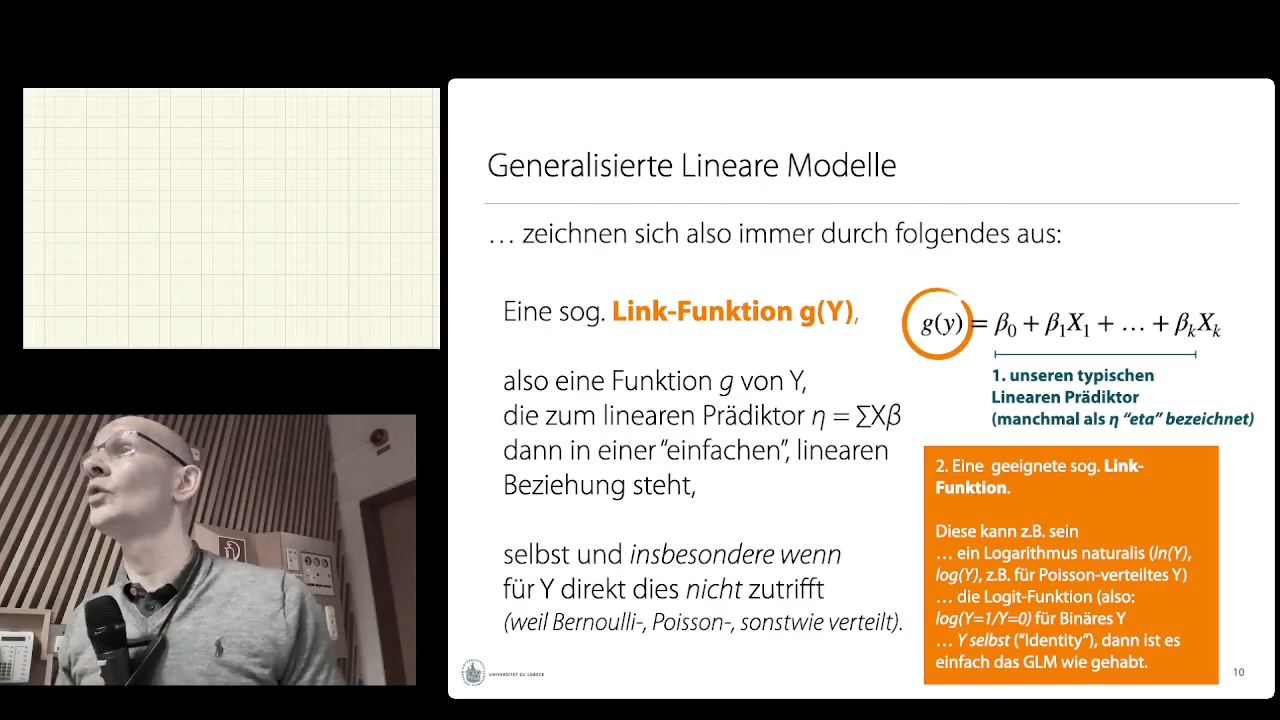 Generalisierte Lineare Modelle
… zeichnen sich also immer durch folgendes aus:
Eine sog. Link-Funktion g(Y),
also eine Funktion g von Y,
die zum linearen Prädiktor η = ∑Xβ
dann in einer "einfachen", linearen
Beziehung steht,
selbst und insbesondere wenn
für Y direkt dies nicht zutrifft
(weil Bernoulli-, Poisson-, sonstwie verteilt).
g(y) = β₀ + β₁X₁ + … + βₖXₖ
1. unseren typischen
Linearen Prädiktor
(manchmal als η "eta" bezeichnet)
2. Eine geeignete sog. Link-
Funktion.
Diese kann z.B. sein
… ein Logarithmus naturalis (ln(Y),
log(Y), z.B. für Poisson-verteiltes Y)
… die Logit-Funktion (also:
log(Y=1/Y=0) für Binäres Y
… Y selbst ("Identity"), dann ist es
einfach das GLM wie gehabt.
UNIVERSITÄT ZU LÜBECK
10